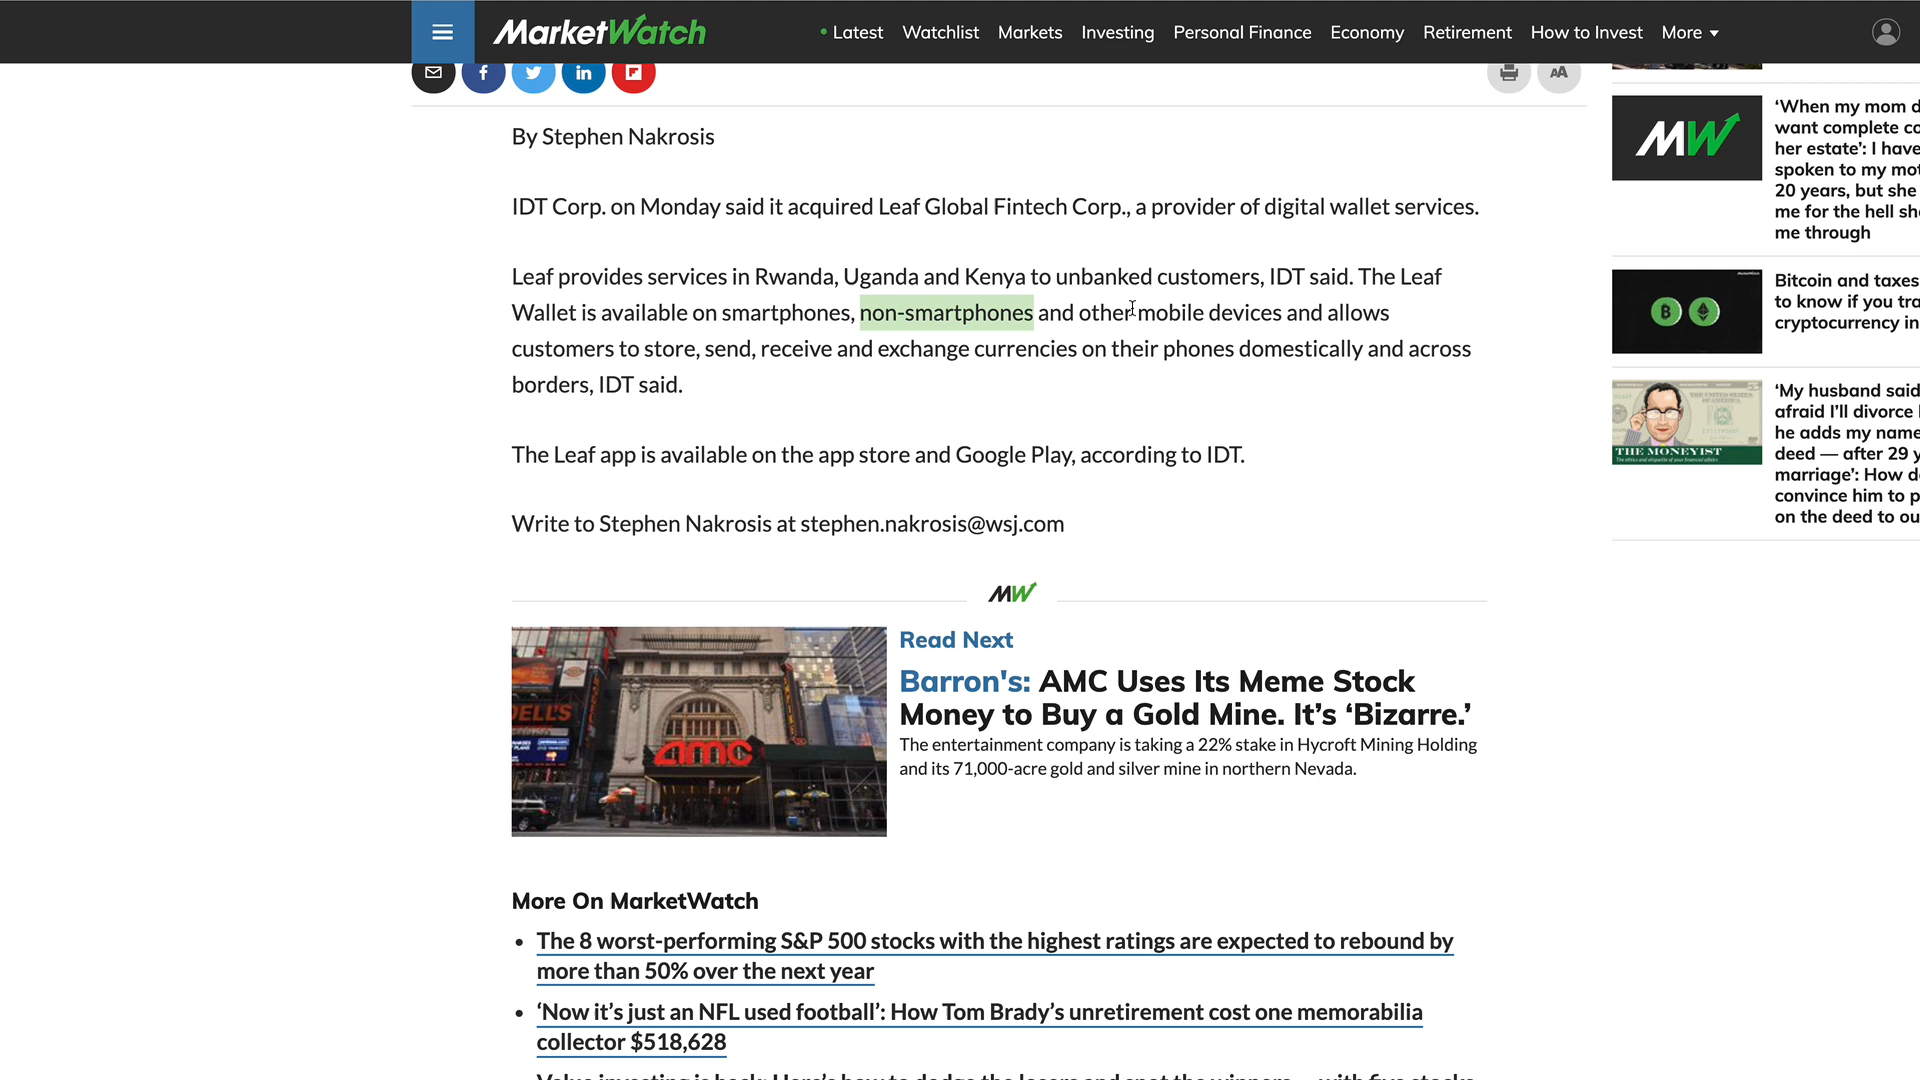 MarketWatch
Latest Watchlist Markets Investing Personal Finance Economy Retirement How to Invest More
AA
By Stephen Nakrosis
IDT Corp. on Monday said it acquired Leaf Global Fintech Corp., a provider of digital wallet services.
Leaf provides services in Rwanda, Uganda and Kenya to unbanked customers, IDT said. The Leaf
Wallet is available on smartphones, non-smartphones and other mobile devices and allows
customers to store, send, receive and exchange currencies on their phones domestically and across
borders, IDT said.
The Leaf app is available on the app store and Google Play, according to IDT.
Write to Stephen Nakrosis at stephen.nakrosis@wsj.com
MW
amc
Read Next
Barron's: AMC Uses Its Meme Stock
Money to Buy a Gold Mine. It’s ‘Bizarre.’
The entertainment company is taking a 22% stake in Hycroft Mining Holding
and its 71,000-acre gold and silver mine in northern Nevada.
More On MarketWatch
• The 8 worst-performing S&P 500 stocks with the highest ratings are expected to rebound by
more than 50% over the next year
• ‘Now it’s just an NFL used football’: How Tom Brady’s unretirement cost one memorabilia
collector $518,628
MW
‘When my mom
want complete
her estate’: I have
spoken to my
20 years, but she
me for the hell
me through
Bitcoin and taxes
to know if you
cryptocurrency in
THE MONEYIST
‘My husband said
afraid I’ll divorce
he adds my name
deed — after 29
marriage’: How
convince him to
on the deed to